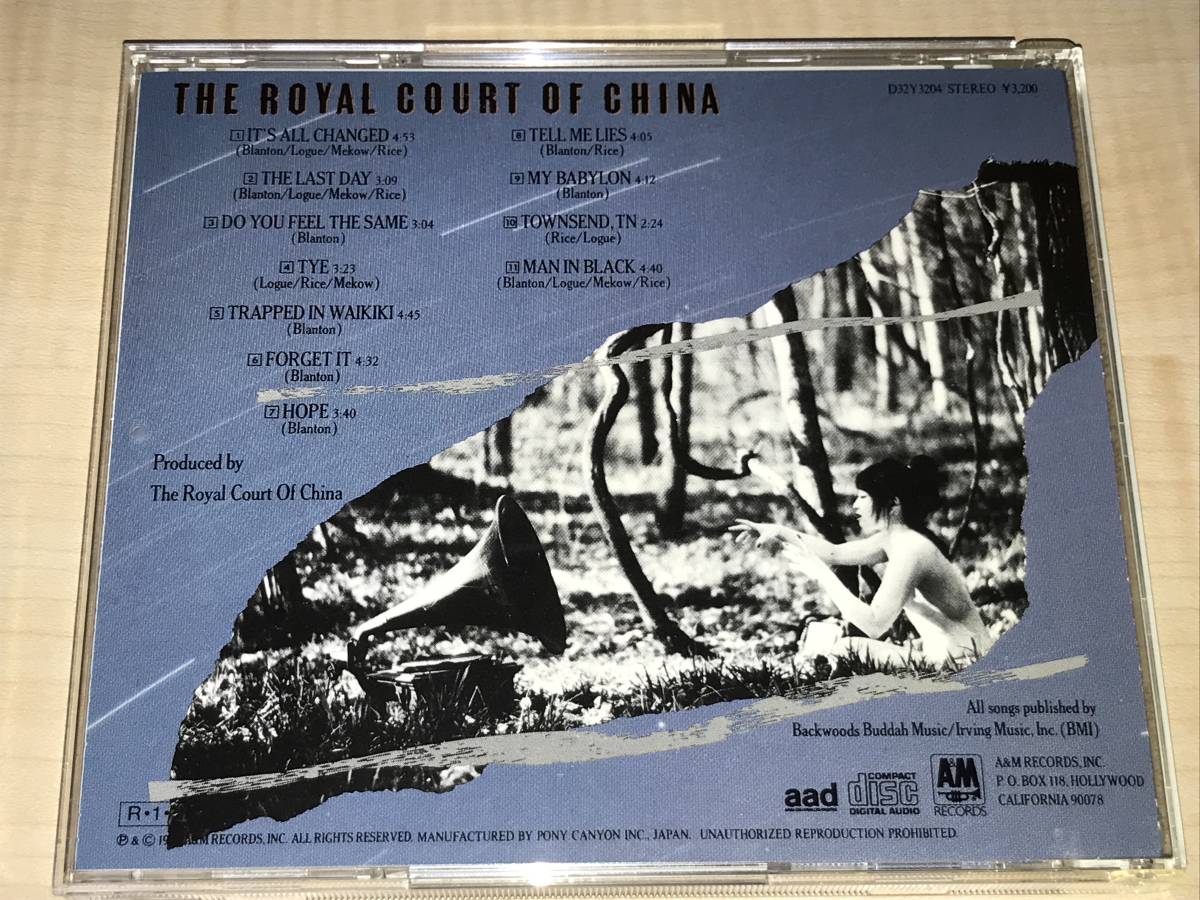 THE ROYAL COURT OF CHINA
D32Y3204 STEREO ¥3,200
1 IT'S ALL CHANGED 4:53
(Blanton/Logue/Mekow/Rice)
2 THE LAST DAY 3:09
(Blanton/Logue/Mekow/Rice)
3 DO YOU FEEL THE SAME 3:04
(Blanton)
4 TYE 3:23
(Logue/Rice/Mekow)
5 TRAPPED IN WAIKIKI 4:45
(Blanton)
6 FORGET IT 4:32
(Blanton)
7 HOPE 3:40
(Blanton)
8 TELL ME LIES 4:05
(Blanton/Rice)
9 MY BABYLON 4:12
(Blanton)
10 TOWNSEND, TN 2:24
(Rice/Logue)
11 MAN IN BLACK 4:40
(Blanton/Logue/Mekow/Rice)
Produced by
The Royal Court Of China
All songs published by
Backwoods Buddah Music/Irving Music, Inc. (BMI)
aad
COMPACT
disc
DIGITAL AUDIO
A&M
RECORDS
A&M RECORDS, INC.
P. O. BOX 118, HOLLYWOOD
CALIFORNIA 90078
R・1・
℗ & © A&M RECORDS, INC. ALL RIGHTS RESERVED. MANUFACTURED BY PONY CANYON INC., JAPAN. UNAUTHORIZED REPRODUCTION PROHIBITED.